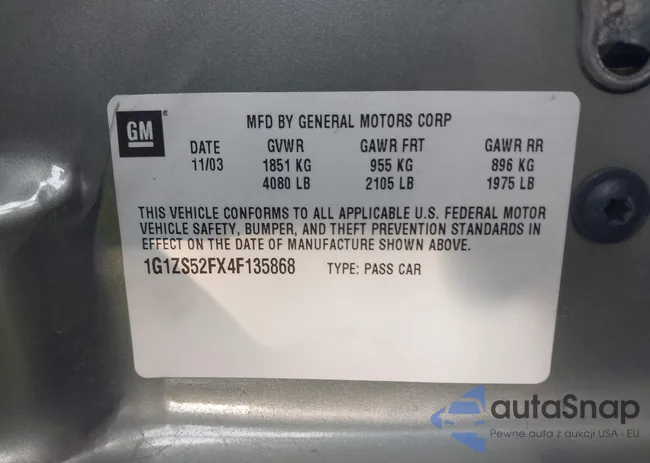 GM
MFD BY GENERAL MOTORS CORP
DATE GVWR GAWR FRT GAWR RR
11/03 1851 KG 955 KG 896 KG
4080 LB 2105 LB 1975 LB
THIS VEHICLE CONFORMS TO ALL APPLICABLE U.S. FEDERAL MOTOR
VEHICLE SAFETY, BUMPER, AND THEFT PREVENTION STANDARDS IN
EFFECT ON THE DATE OF MANUFACTURE SHOWN ABOVE.
1G1ZS52FX4F135868 TYPE: PASS CAR
autaSnap
Pewne auto z aukcji USA i EU